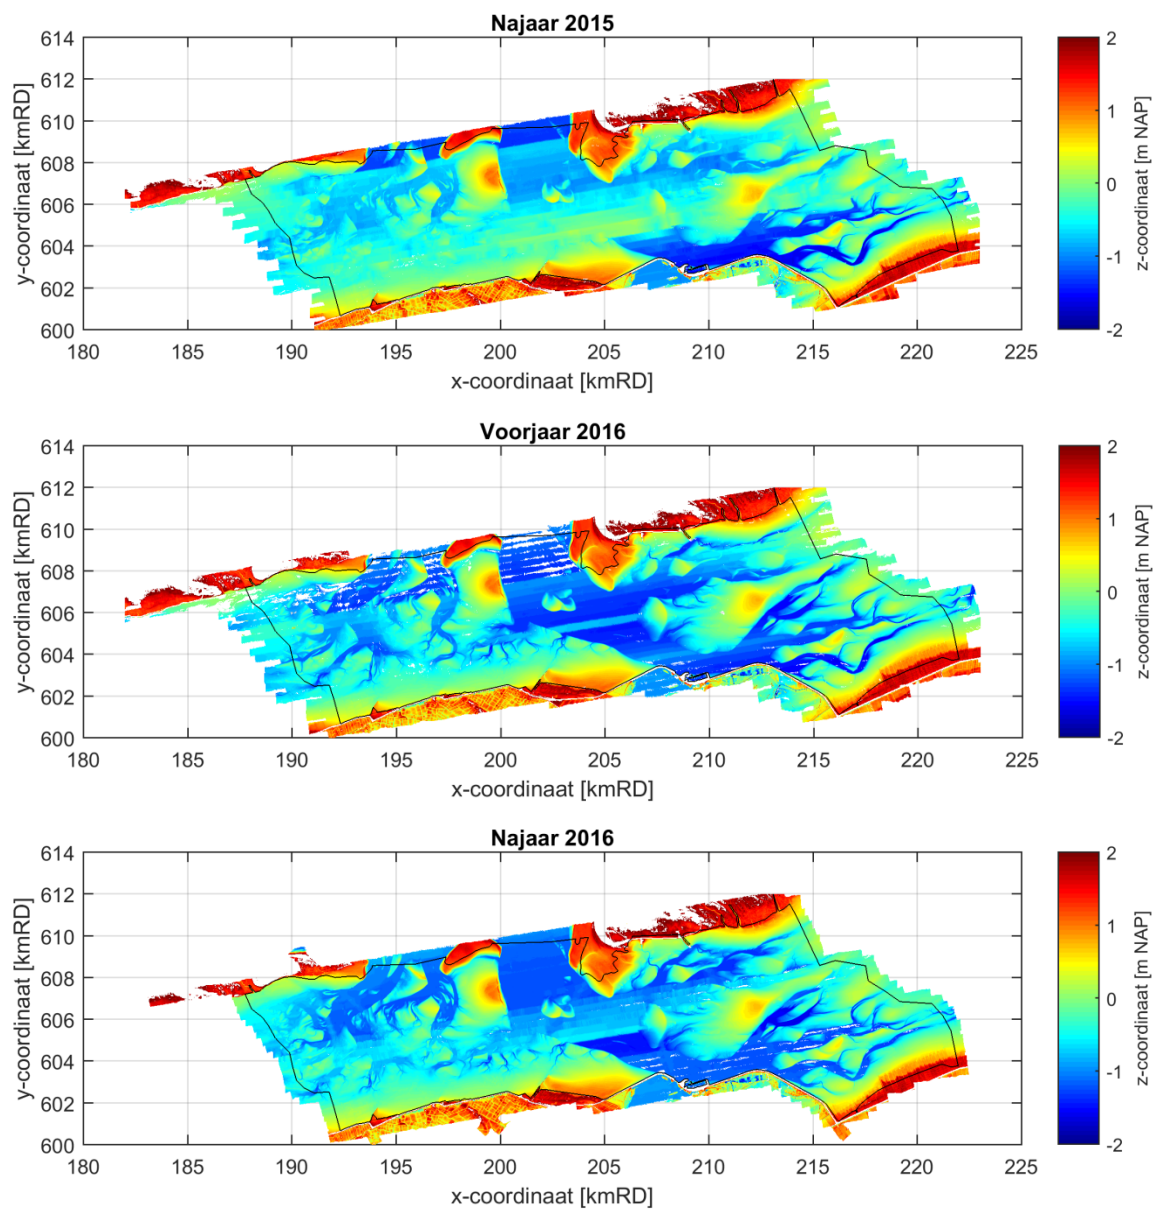 Najaar 2015
614
612
610
608
606
604
602
600
y-coordinaat [kmRD]
180 185 190 195 200 205 210 215 220 225
x-coordinaat [kmRD]
2
1
0
-1
-2
z-coordinaat [m NAP]
Voorjaar 2016
614
612
610
608
606
604
602
600
y-coordinaat [kmRD]
180 185 190 195 200 205 210 215 220 225
x-coordinaat [kmRD]
2
1
0
-1
-2
z-coordinaat [m NAP]
Najaar 2016
614
612
610
608
606
604
602
600
y-coordinaat [kmRD]
180 185 190 195 200 205 210 215 220 225
x-coordinaat [kmRD]
2
1
0
-1
-2
z-coordinaat [m NAP]